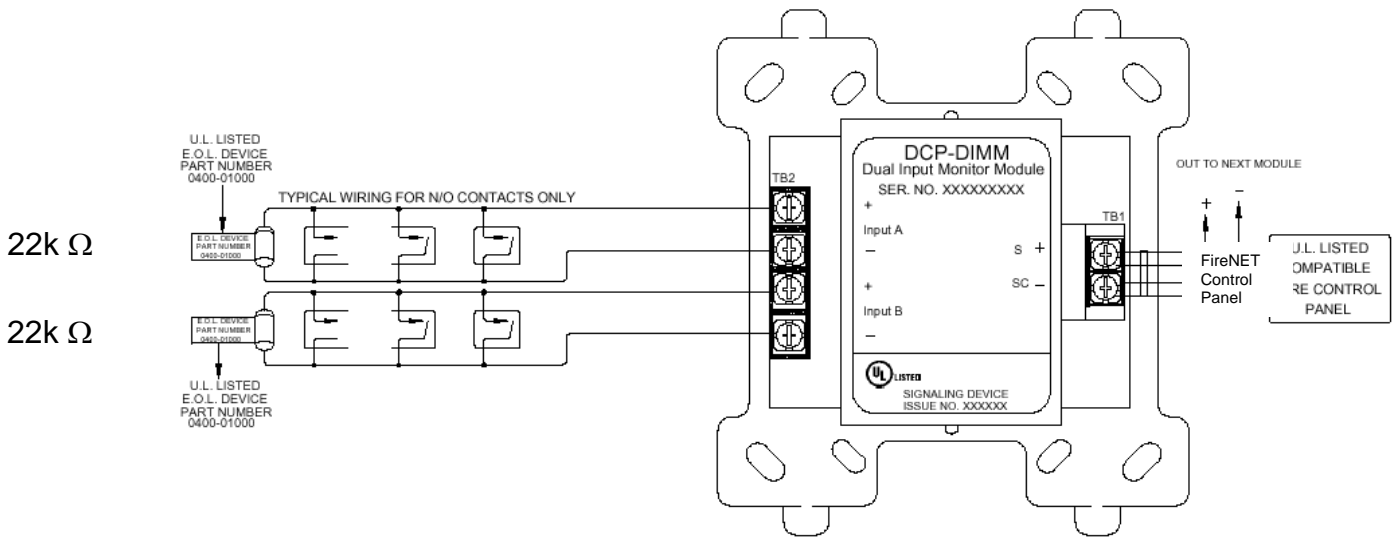 U.L. LISTED
E.O.L. DEVICE
PART NUMBER
0400-01000
TYPICAL WIRING FOR N/O CONTACTS ONLY
22k Ω
E.O.L. DEVICE
PART NUMBER
0400-01000
22k Ω
E.O.L. DEVICE
PART NUMBER
0400-01000
U.L. LISTED
E.O.L. DEVICE
PART NUMBER
0400-01000
TB2
DCP-DIMM
Dual Input Monitor Module
SER. NO. XXXXXXXXX
+
Input A
–
+
Input B
–
S +
SC –
UL LISTED
SIGNALING DEVICE
ISSUE NO. XXXXXX
TB1
OUT TO NEXT MODULE
+ –
FireNET
Control
Panel
U.L. LISTED
OMPATIBLE
RE CONTROL
PANEL